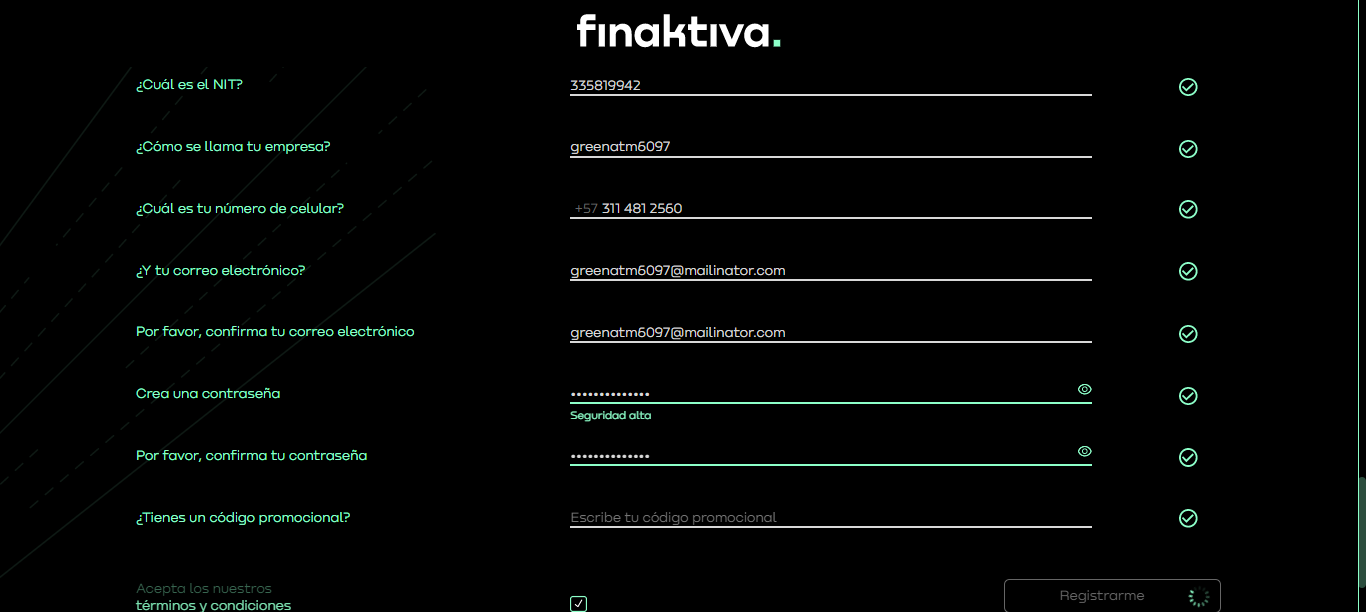 finaktiva.
¿Cuál es el NIT? 335819942
¿Cómo se llama tu empresa? greenatm6097
¿Cuál es tu número de celular? +57 311 481 2560
¿Y tu correo electrónico? greenatm6097@mailinator.com
Por favor, confirma tu correo electrónico greenatm6097@mailinator.com
Crea una contraseña ••••••••••••••
Seguridad alta
Por favor, confirma tu contraseña ••••••••••••••
¿Tienes un código promocional? Escribe tu código promocional
Acepta los nuestros
términos y condiciones
Registrarme